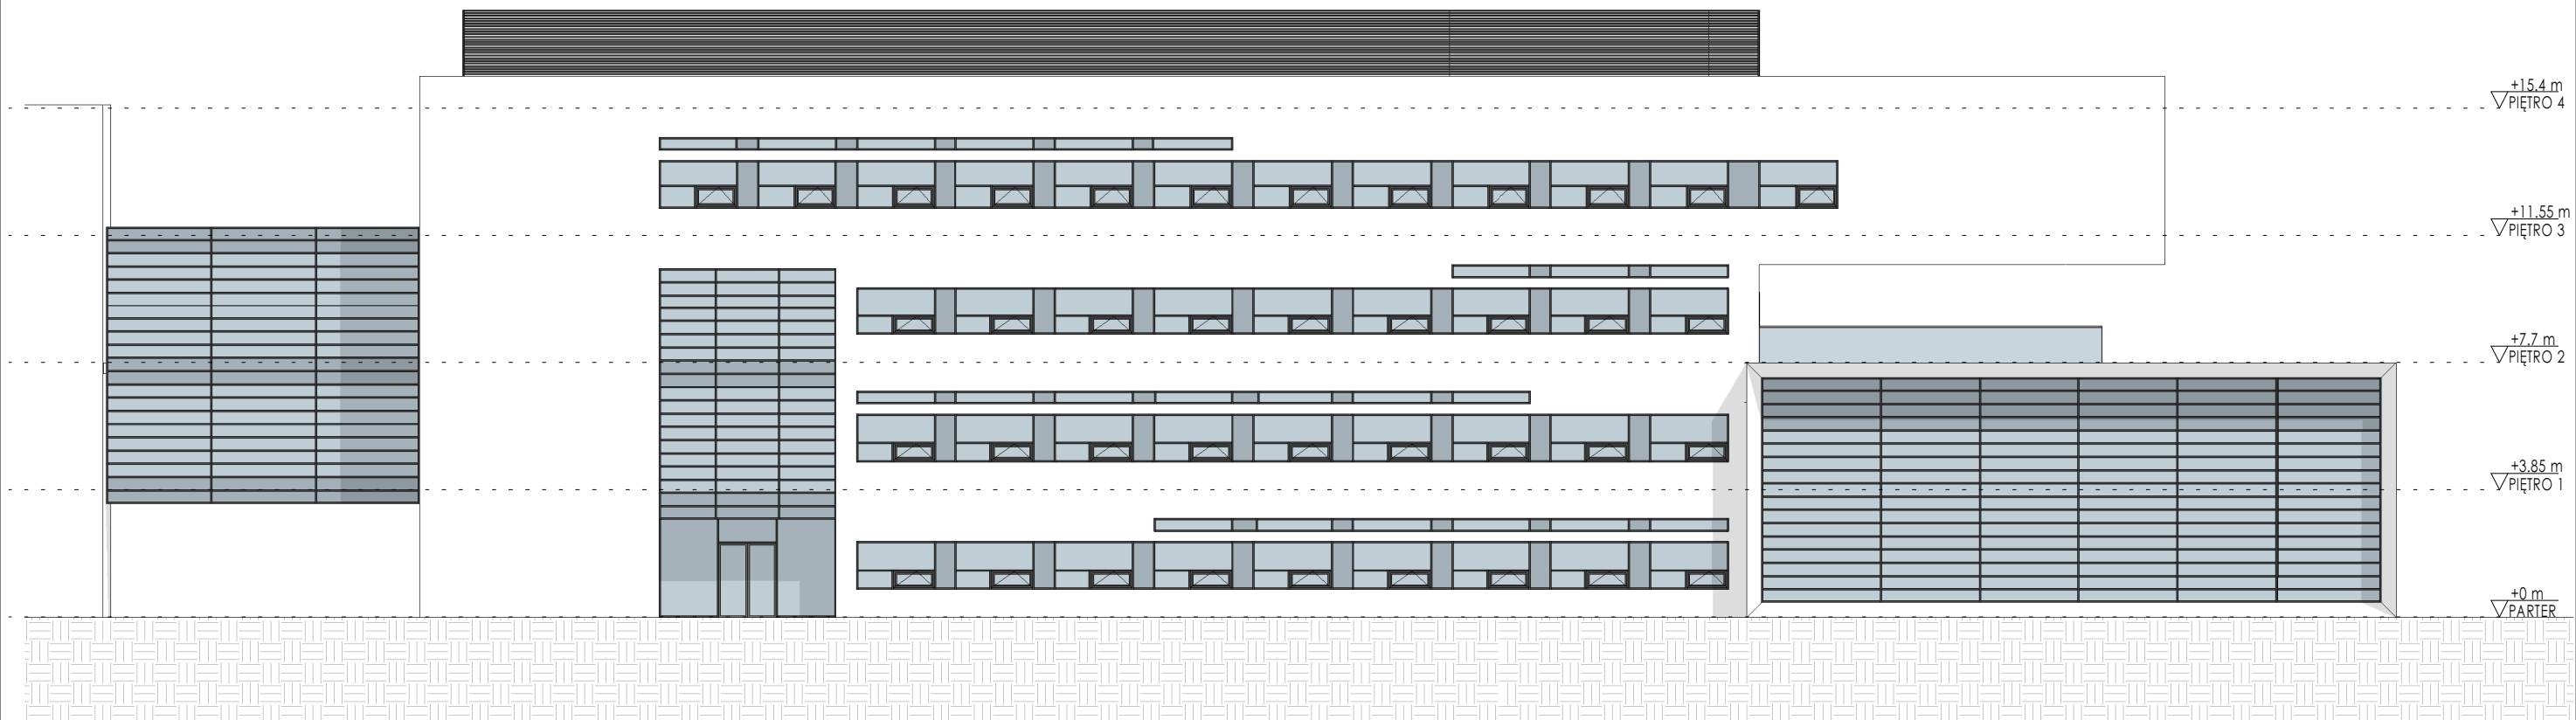 +15.4 m
PIĘTRO 4
+11.55 m
PIĘTRO 3
+7.7 m
PIĘTRO 2
+3.85 m
PIĘTRO 1
+0 m
PARTER